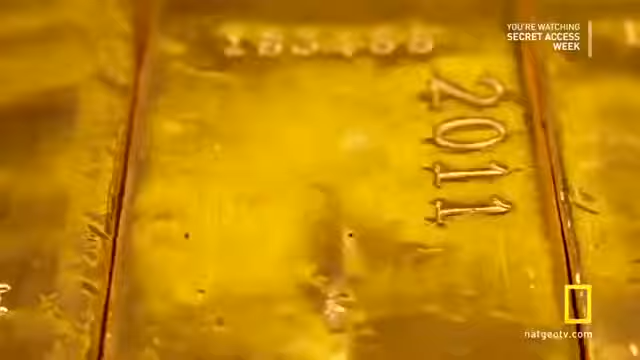 YOU'RE WATCHING
SECRET ACCESS
WEEK
2011
natgeotv.com